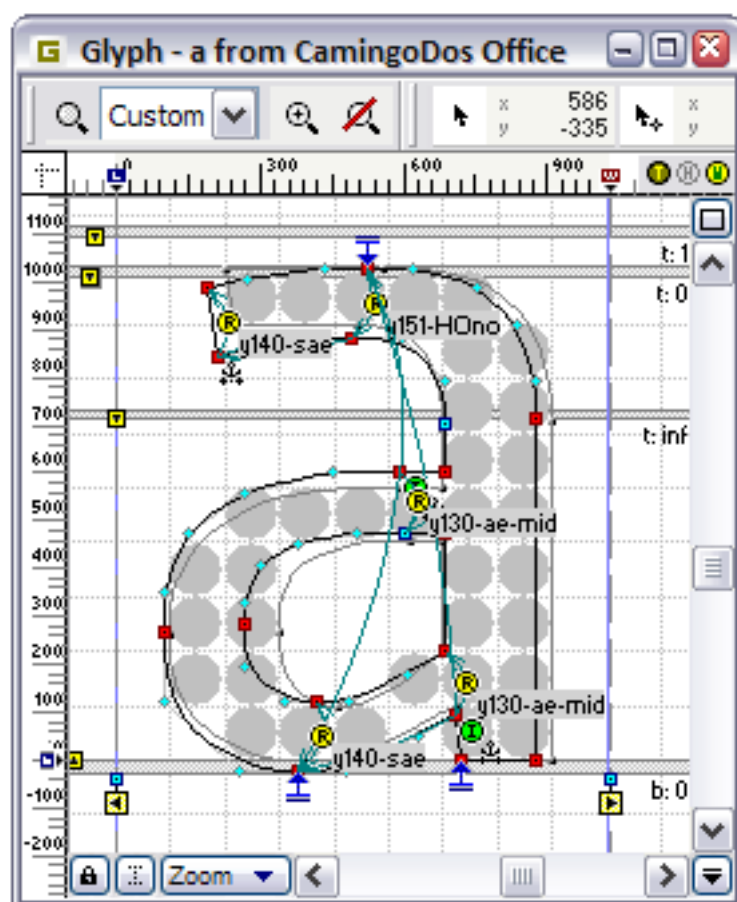 G Glyph - a from CamingoDos Office
Custom x 586 x
y -335 y
0 300 600 900
L W T H W
1100
t: 1
1000
t: 0
900
y151-HOno
y140-sae
800
700
t: inf
600
R
500
y130-ae-mid
400
300
200
R
100
y130-ae-mid
R I
y140-sae
0
b: 0
-100
-200
Zoom